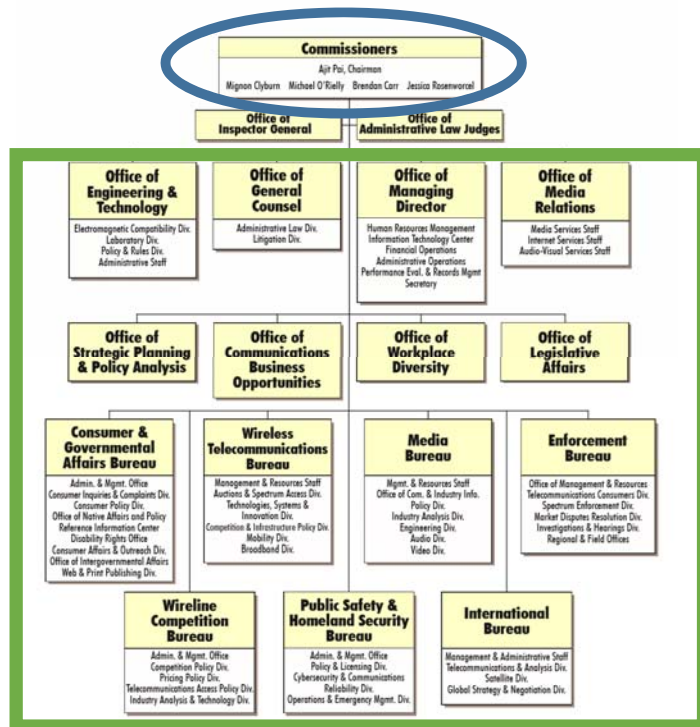 Commissioners
Ajit Pai, Chairman
Mignon Clyburn Michael O'Rielly Brendan Carr Jessica Rosenworcel
Office of
Inspector General
Office of
Administrative Law Judges
Office of
Engineering &
Technology
Electromagnetic Compatibility Div.
Laboratory Div.
Policy & Rules Div.
Administrative Staff
Office of
General
Counsel
Administrative Law Div.
Litigation Div.
Office of
Managing
Director
Human Resources Management
Information Technology Center
Financial Operations
Administrative Operations
Performance Eval. & Records Mgmt
Secretary
Office of
Media
Relations
Media Services Staff
Internet Services Staff
Audio-Visual Services Staff
Office of
Strategic Planning
& Policy Analysis
Office of
Communications
Business
Opportunities
Office of
Workplace
Diversity
Office of
Legislative
Affairs
Consumer &
Governmental
Affairs Bureau
Admin. & Mgmt. Office
Consumer Inquiries & Complaints Div.
Consumer Policy Div.
Office of Native Affairs and Policy
Reference Information Center
Disability Rights Office
Consumer Affairs & Outreach Div.
Office of Intergovernmental Affairs
Web & Print Publishing Div.
Wireless
Telecommunications
Bureau
Management & Resources Staff
Auctions & Spectrum Access Div.
Technologies, Systems &
Innovation Div.
Competition & Infrastructure Policy Div.
Mobility Div.
Broadband Div.
Media
Bureau
Mgmt. & Resources Staff
Office of Com. & Industry Info.
Policy Div.
Industry Analysis Div.
Engineering Div.
Audio Div.
Video Div.
Enforcement
Bureau
Office of Management & Resources
Telecommunications Consumers Div.
Spectrum Enforcement Div.
Market Disputes Resolution Div.
Investigations & Hearings Div.
Regional & Field Offices
Wireline
Competition
Bureau
Admin. & Mgmt. Office
Competition Policy Div.
Pricing Policy Div.
Telecommunications Access Policy Div.
Industry Analysis & Technology Div.
Public Safety &
Homeland Security
Bureau
Admin. & Mgmt. Office
Policy & Licensing Div.
Cybersecurity & Communications
Reliability Div.
Operations & Emergency Mgmt. Div.
International
Bureau
Management & Administrative Staff
Telecommunications & Analysis Div.
Satellite Div.
Global Strategy & Negotiation Div.